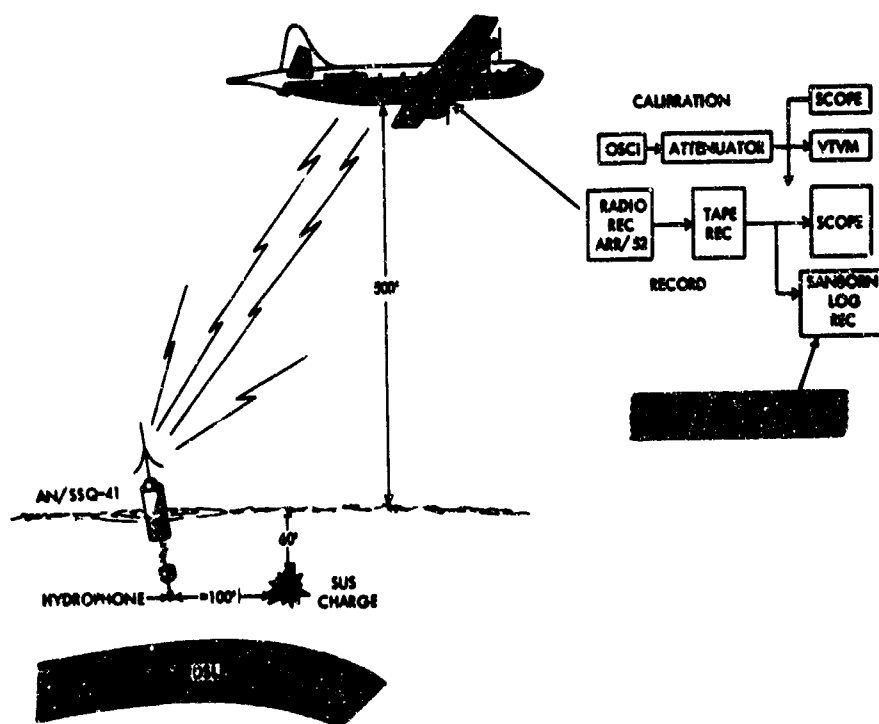 CALIBRATION
SCOPE
OSCI
ATTENUATOR
VTVM
RADIO
REC
ARR/52
TAPE
REC
SCOPE
RECORD
SANBORN
LOG
REC
500'
AN/SSQ-41
60'
HYDROPHONE
≈100'
SUS
CHARGE
DSL